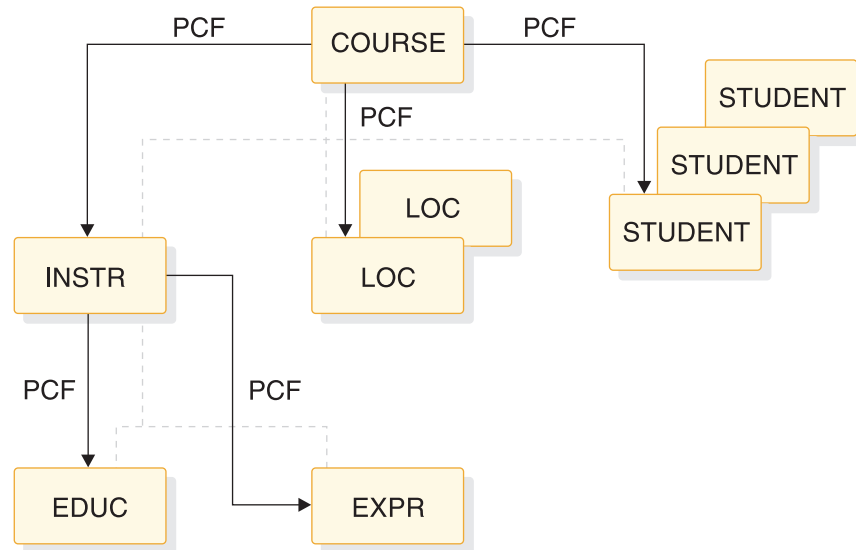 PCF
COURSE
PCF
PCF
STUDENT
STUDENT
STUDENT
LOC
LOC
INSTR
PCF
PCF
EDUC
EXPR